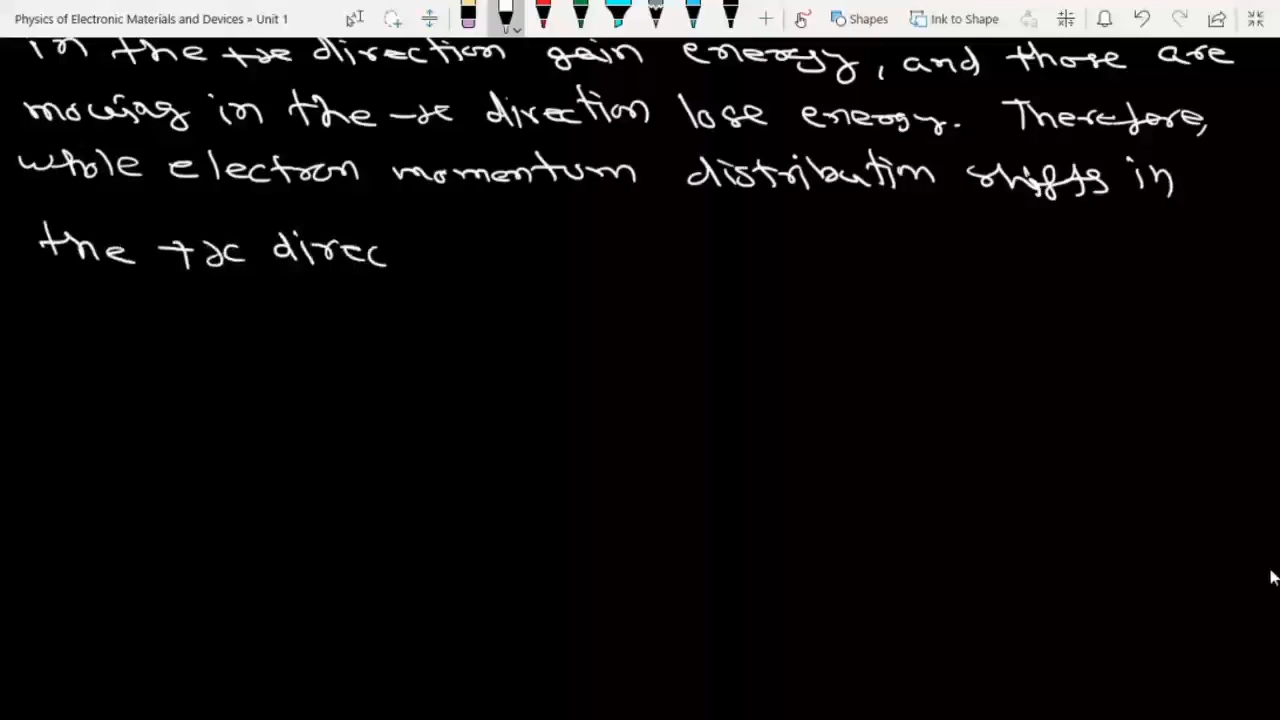 Physics of Electronic Materials and Devices » Unit 1
Shapes
Ink to Shape
in the +x direction gain energy, and those are
moving in the -x direction lose energy. Therefore,
whole electron momentum distribution shifts in
the +x direc